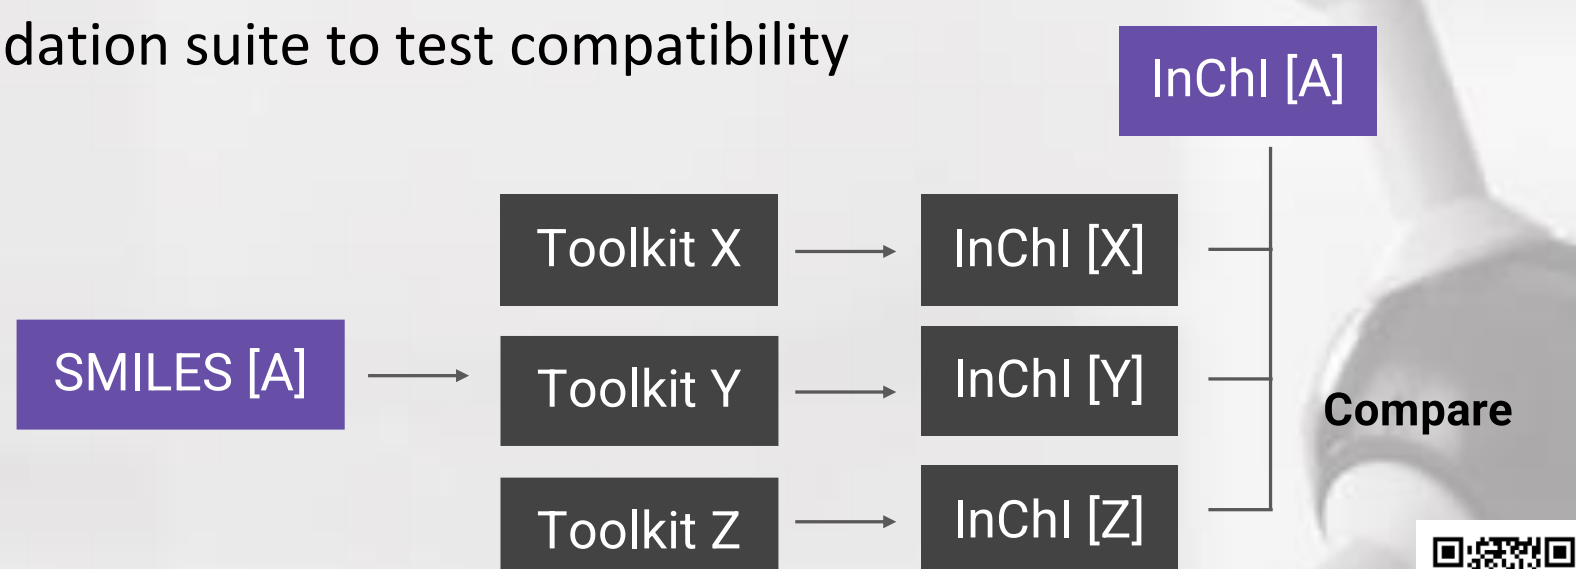 dation suite to test compatibility
InChI [A]
Toolkit X
InChI [X]
SMILES [A]
Toolkit Y
InChI [Y]
Compare
Toolkit Z
InChI [Z]